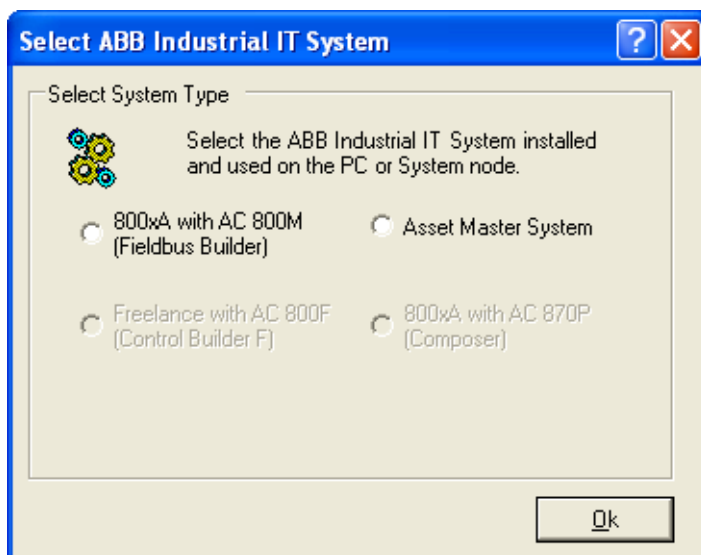 Select ABB Industrial IT System
Select System Type
Select the ABB Industrial IT System installed
and used on the PC or System node.
800xA with AC 800M
(Fieldbus Builder)
Asset Master System
Freelance with AC 800F
(Control Builder F)
800xA with AC 870P
(Composer)
Ok